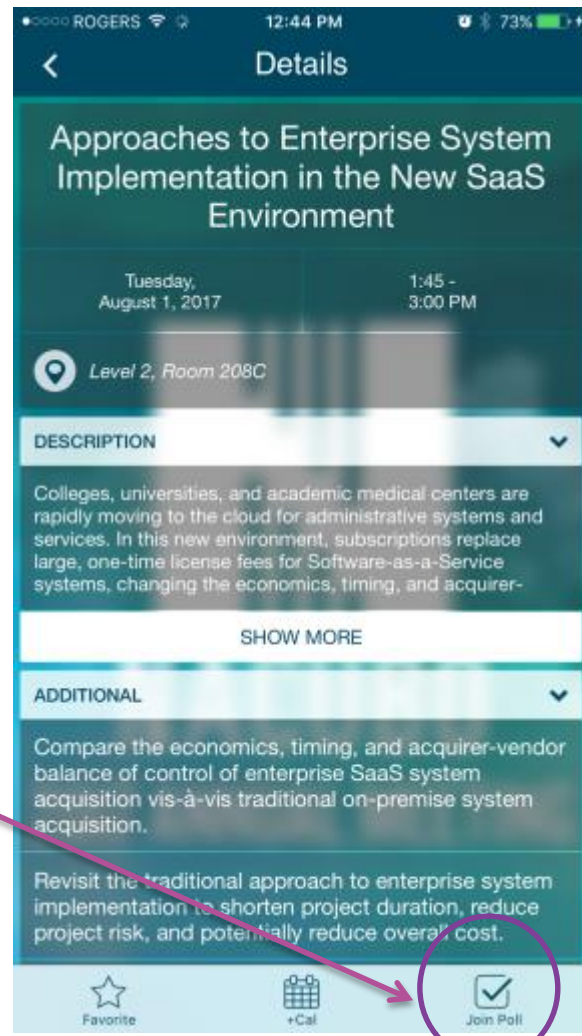 ROGERS 12:44 PM 73%
Details
Approaches to Enterprise System
Implementation in the New SaaS
Environment
Tuesday,
August 1, 2017
1:45 -
3:00 PM
Level 2, Room 208C
DESCRIPTION
Colleges, universities, and academic medical centers are
rapidly moving to the cloud for administrative systems and
services. In this new environment, subscriptions replace
large, one-time license fees for Software-as-a-Service
systems, changing the economics, timing, and acquirer-
SHOW MORE
ADDITIONAL
Compare the economics, timing, and acquirer-vendor
balance of control of enterprise SaaS system
acquisition vis-à-vis traditional on-premise system
acquisition.
Revisit the traditional approach to enterprise system
implementation to shorten project duration, reduce
project risk, and potentially reduce overall cost.
Favorite
+Cal
Join Poll